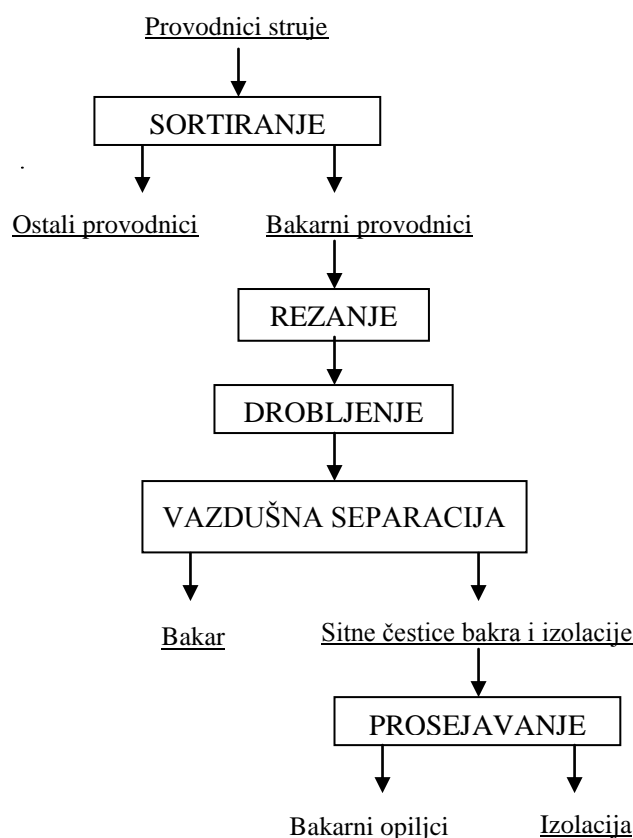 Provodnici struje
SORTIRANJE
Ostali provodnici
Bakarni provodnici
REZANJE
DROBLJENJE
VAZDUŠNA SEPARACIJA
Bakar
Sitne čestice bakra i izolacije
PROSEJAVANJE
Bakarni opiljci
Izolacija